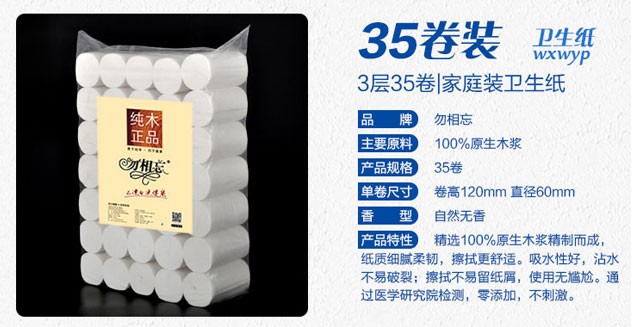 35卷装
卫生纸
wxwyp
3层35卷|家庭装卫生纸
品牌 勿相忘
主要原料 100%原生木浆
产品规格 35卷
单卷尺寸 卷高120mm 直径60mm
香型 自然无香
产品特性 精选100%原生木浆精制而成，
纸质细腻柔韧，擦拭更舒适。吸水性好，沾水
不易破裂；擦拭不易留纸屑，使用无尴尬。通
过医学研究院检测，零添加，不刺激。
纯木
正品
勿相忘